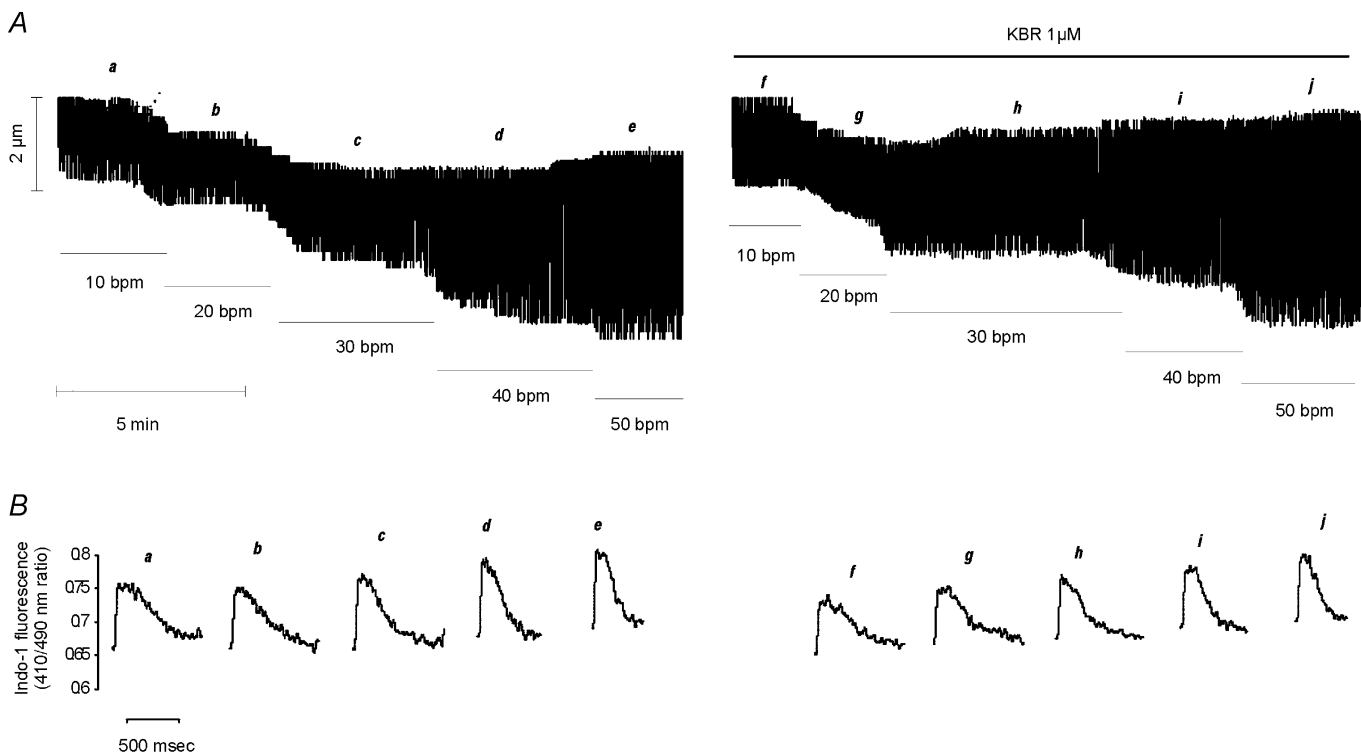 A
KBR 1µM
a
b
c
d
e
f
g
h
i
j
2 µm
10 bpm
20 bpm
30 bpm
40 bpm
50 bpm
5 min
10 bpm
20 bpm
30 bpm
40 bpm
50 bpm
B
Indo-1 fluorescence
(410/490 nm ratio)
0.8
0.75
0.7
0.65
0.6
a
b
c
d
e
f
g
h
i
j
500 msec